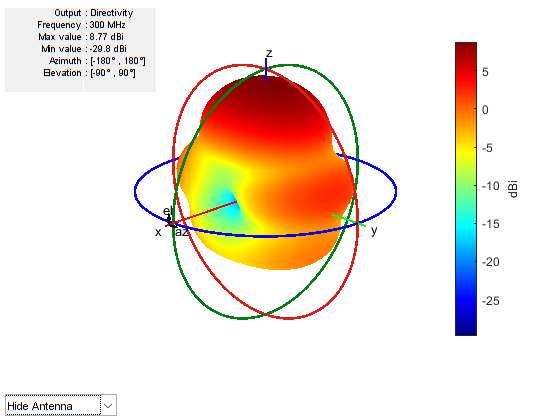 Output : Directivity
Frequency : 300 MHz
Max value : 8.77 dBi
Min value : -29.8 dBi
Azimuth : [-180° , 180°]
Elevation : [-90° , 90°]
z
el
x
az
y
5
0
-5
-10
-15
-20
-25
dBi
Hide Antenna